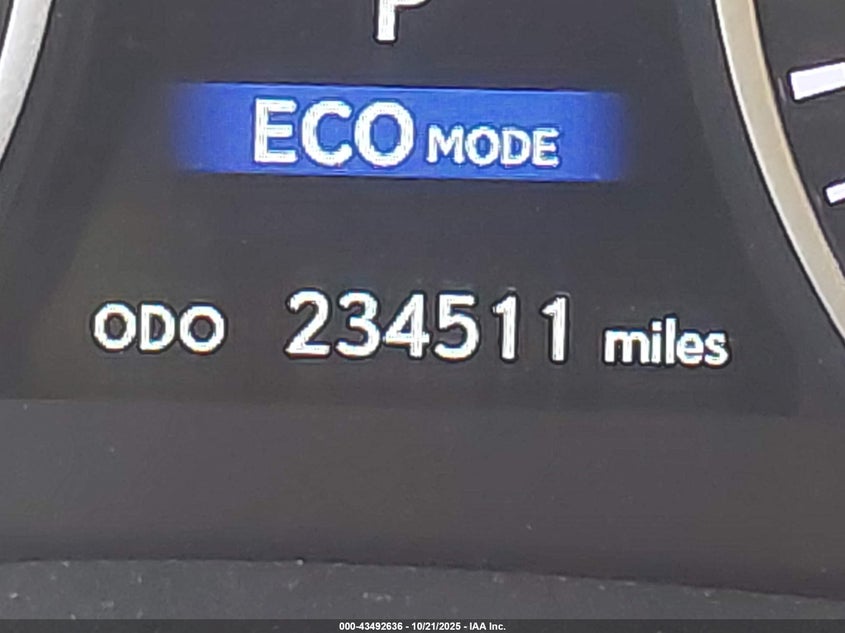 P
ECO MODE
ODO 234511 miles
000-43492636 - 10/21/2025 - IAA Inc.